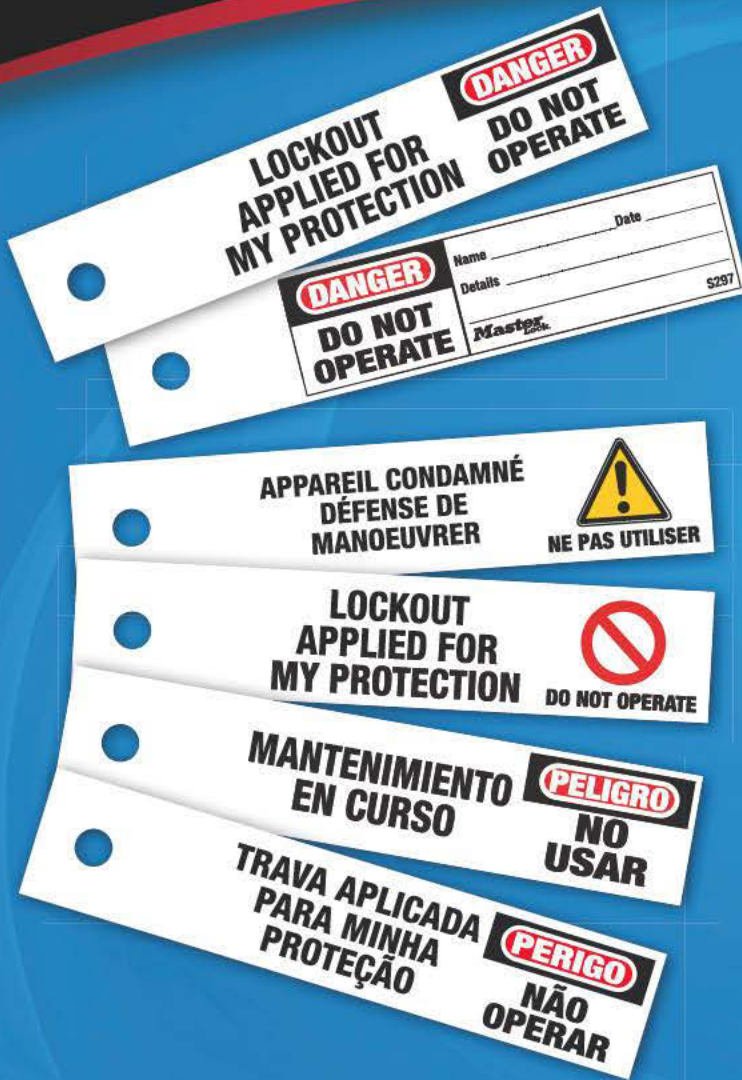 LOCKOUT
APPLIED FOR
MY PROTECTION
DANGER
DO NOT
OPERATE
DANGER
DO NOT
OPERATE
Name Date
Details
Master Lock.
S297
APPAREIL CONDAMNÉ
DÉFENSE DE
MANOEUVRER
NE PAS UTILISER
LOCKOUT
APPLIED FOR
MY PROTECTION
DO NOT OPERATE
MANTENIMIENTO
EN CURSO
PELIGRO
NO
USAR
TRAVA APLICADA
PARA MINHA
PROTEÇÃO
PERIGO
NÃO
OPERAR